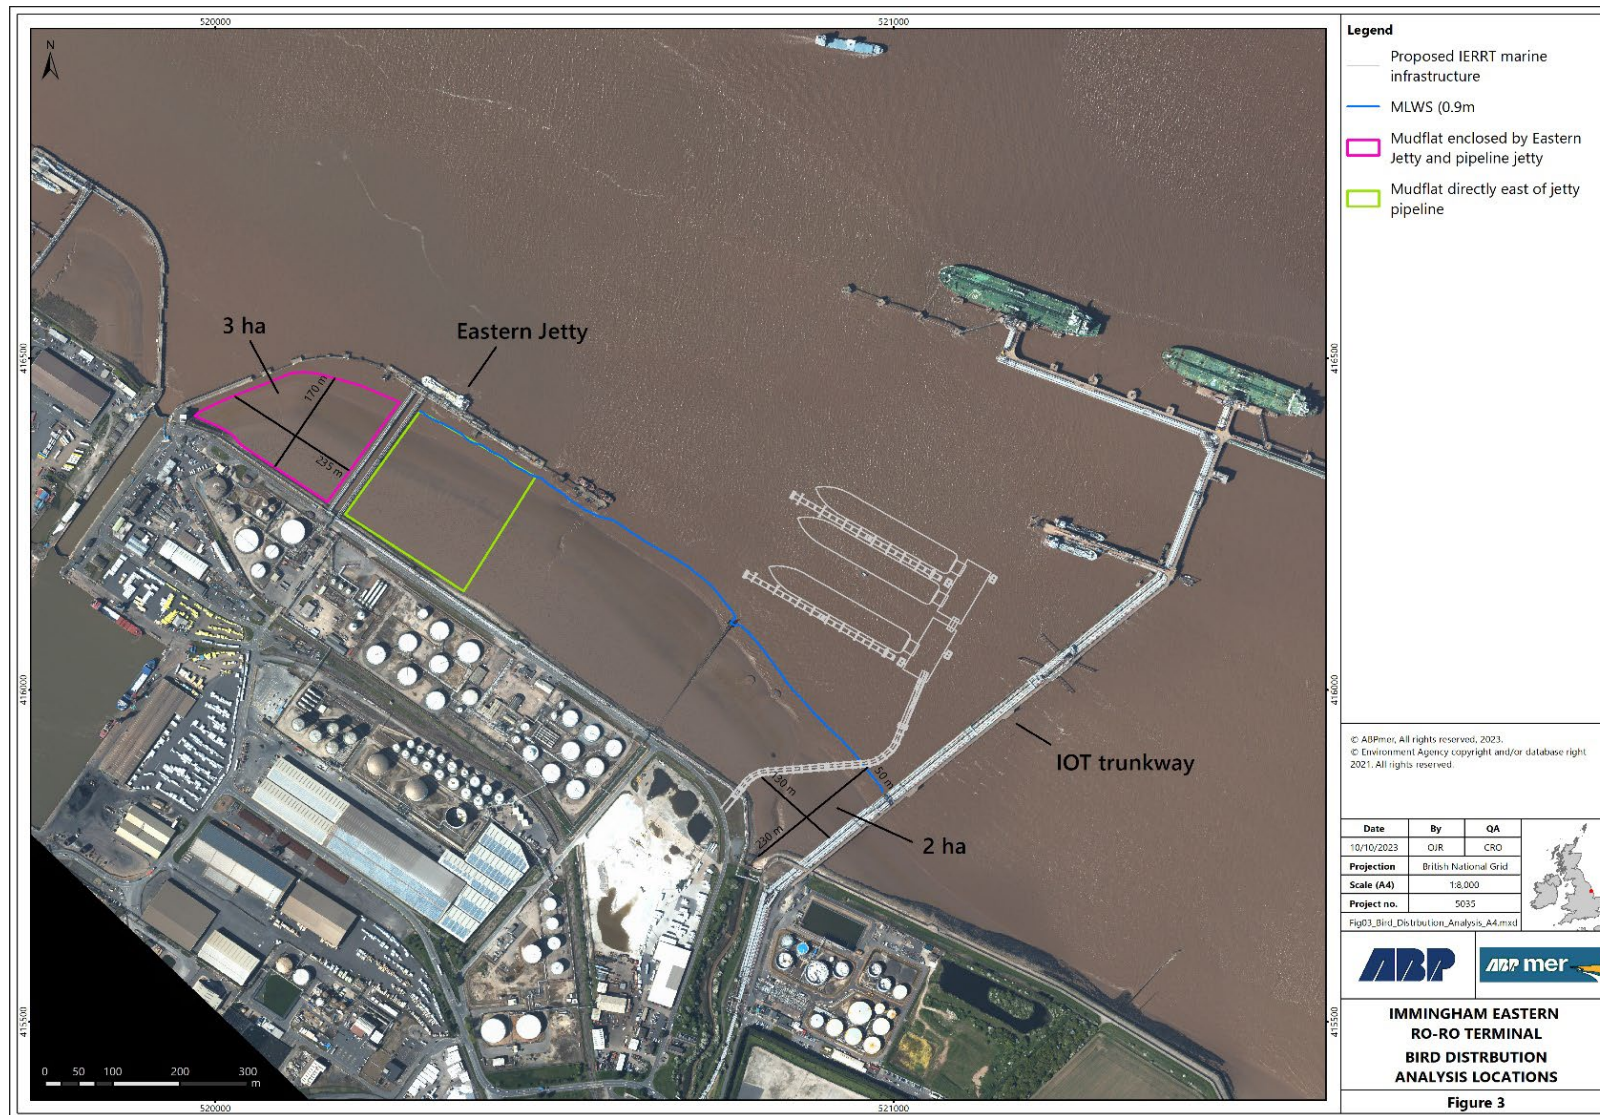 520000
521000
N
416500
416000
415500
416500
416000
415500
3 ha
Eastern Jetty
170 m
235 m
130 m
50 m
230 m
2 ha
IOT trunkway
0 50 100 200 300
m
520000
521000
Legend
Proposed IERRT marine
infrastructure
MLWS (0.9m
Mudflat enclosed by Eastern
Jetty and pipeline jetty
Mudflat directly east of jetty
pipeline
© ABPmer, All rights reserved, 2023.
© Environment Agency copyright and/or database right
2021. All rights reserved.
Date By QA
10/10/2023 OJR CRO
Projection British National Grid
Scale (A4) 1:8,000
Project no. 5035
Fig03_Bird_Distrbution_Analysis_A4.mxd
ABP
ABP mer
IMMINGHAM EASTERN
RO-RO TERMINAL
BIRD DISTRBUTION
ANALYSIS LOCATIONS
Figure 3